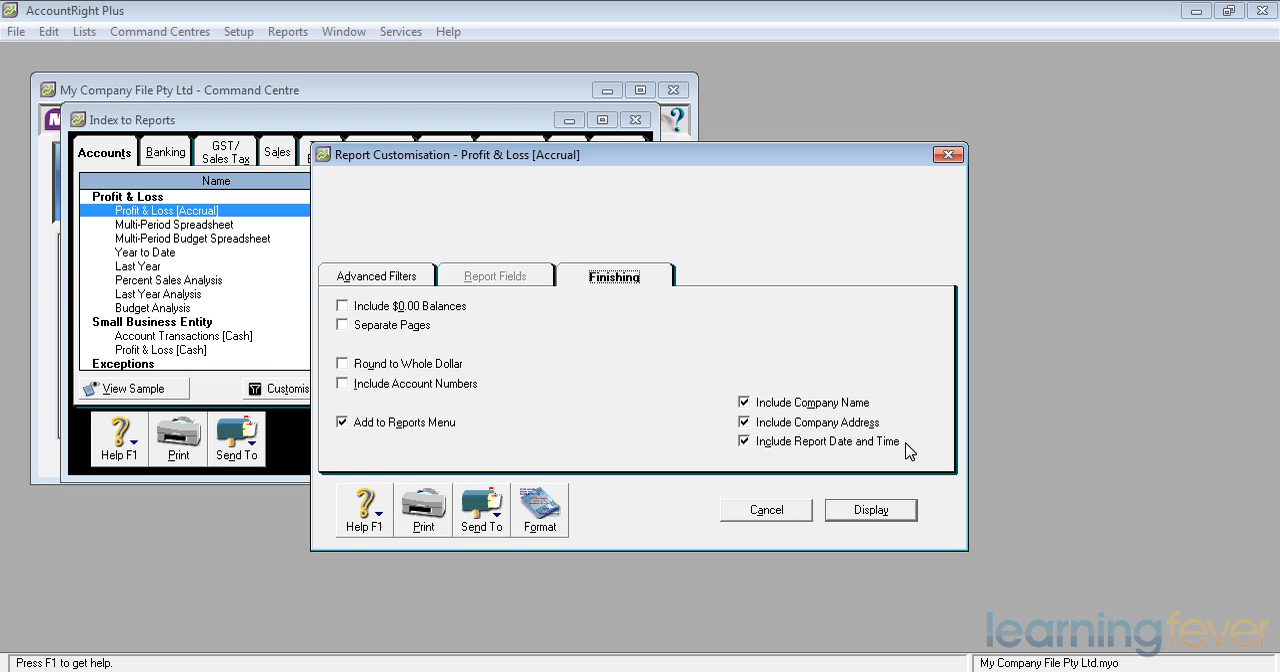 AccountRight Plus
File Edit Lists Command Centres Setup Reports Window Services Help
My Company File Pty Ltd - Command Centre
Index to Reports
Accounts Banking GST/ Sales Tax Sales
Name
Profit & Loss
Profit & Loss [Accrual]
Multi-Period Spreadsheet
Multi-Period Budget Spreadsheet
Year to Date
Last Year
Percent Sales Analysis
Last Year Analysis
Budget Analysis
Small Business Entity
Account Transactions [Cash]
Profit & Loss [Cash]
Exceptions
View Sample Customis
Help F1 Print Send To
Report Customisation - Profit & Loss [Accrual]
Advanced Filters Report Fields Finishing
Include $0.00 Balances
Separate Pages
Round to Whole Dollar
Include Account Numbers
Add to Reports Menu
Include Company Name
Include Company Address
Include Report Date and Time
Help F1 Print Send To Format
Cancel Display
learningfever
Press F1 to get help.
My Company File Pty Ltd.myo